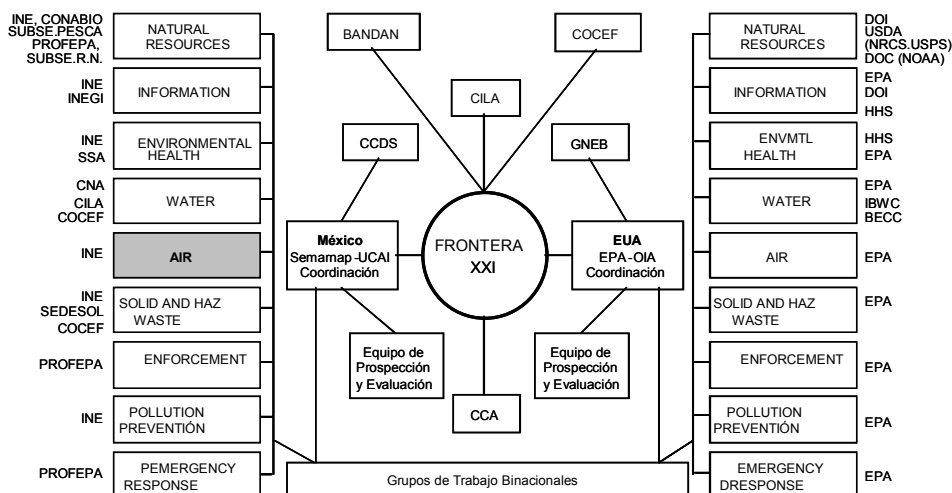 INE, CONABIO
SUBSE.PESCA
PROFEPA,
SUBSE.R.N.
NATURAL
RESOURCES
INE
INEGI
INFORMATION
INE
SSA
ENVIRONMENTAL
HEALTH
CNA
CILA
COCEF
WATER
INE
AIR
INE
SEDESOL
COCEF
SOLID AND HAZ
WASTE
PROFEPA
ENFORCEMENT
INE
POLLUTION
PREVENTIÓN
PROFEPA
PEMERGENCY
RESPONSE
BANDAN
COCEF
CILA
CCDS
GNEB
México
Semarnap -UCAI
Coordinación
FRONTERA
XXI
EUA
EPA -OIA
Coordinación
Equipo de
Prospección
y Evaluación
CCA
Equipo de
Prospección
y Evaluación
Grupos de Trabajo Binacionales
NATURAL
RESOURCES
DOI
USDA
(NRCS.USPS)
DOC (NOAA)
INFORMATION
EPA
DOI
HHS
ENVMTL
HEALTH
HHS
EPA
WATER
EPA
IBWC
BECC
AIR
EPA
SOLID AND HAZ
WASTE
EPA
ENFORCEMENT
EPA
POLLUTION
PREVENTION
EPA
EMERGENCY
DRESPONSE
EPA